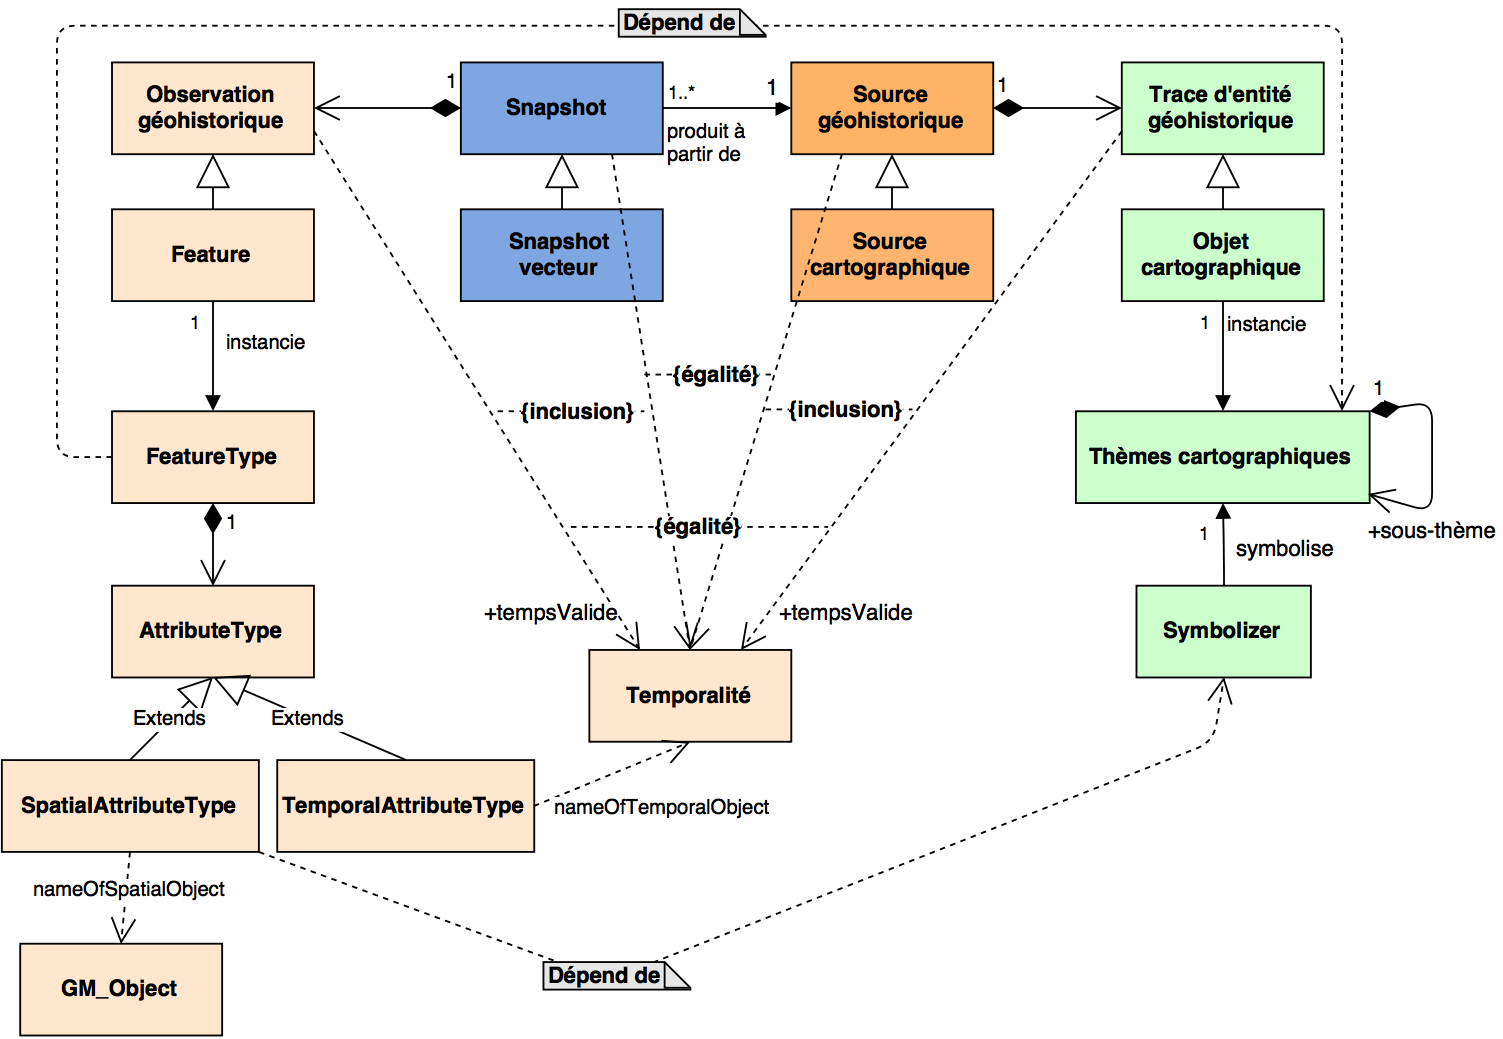 Dépend de
Observation
géohistorique
1
Snapshot
1..*
1
produit à
partir de
Source
géohistorique
1
Trace d'entité
géohistorique
Feature
Snapshot
vecteur
Source
cartographique
Objet
cartographique
1
instancie
1
instancie
{égalité}
{inclusion}
{inclusion}
1
FeatureType
Thèmes cartographiques
1
{égalité}
1
symbolise
+sous-thème
AttributeType
+tempsValide
+tempsValide
Symbolizer
Temporalité
Extends
Extends
SpatialAttributeType
TemporalAttributeType
nameOfTemporalObject
nameOfSpatialObject
GM_Object
Dépend de